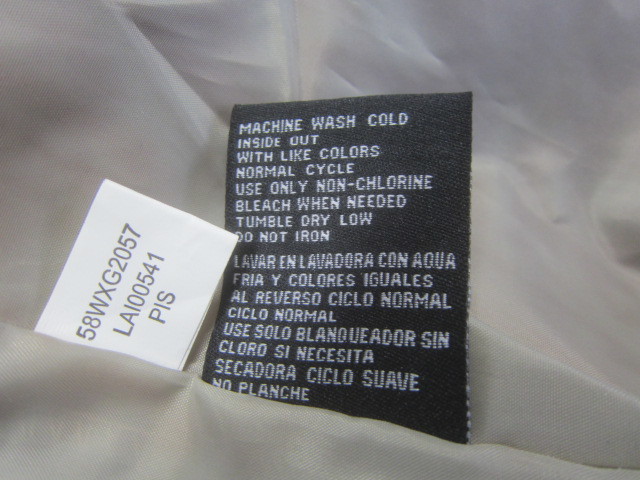 MACHINE WASH COLD
INSIDE OUT
WITH LIKE COLORS
NORMAL CYCLE
USE ONLY NON-CHLORINE
BLEACH WHEN NEEDED
TUMBLE DRY LOW
DO NOT IRON
LAVAR EN LAVADORA CON AQUA
FRIA Y COLORES IGUALES
AL REVERSO CICLO NORMAL
CICLO NORMAL
USE SOLO BLANQUEADOR SIN
CLORO SI NECESITA
SECADORA CICLO SUAVE
NO PLANCHE
58WXG2057
LAI00541
PIS